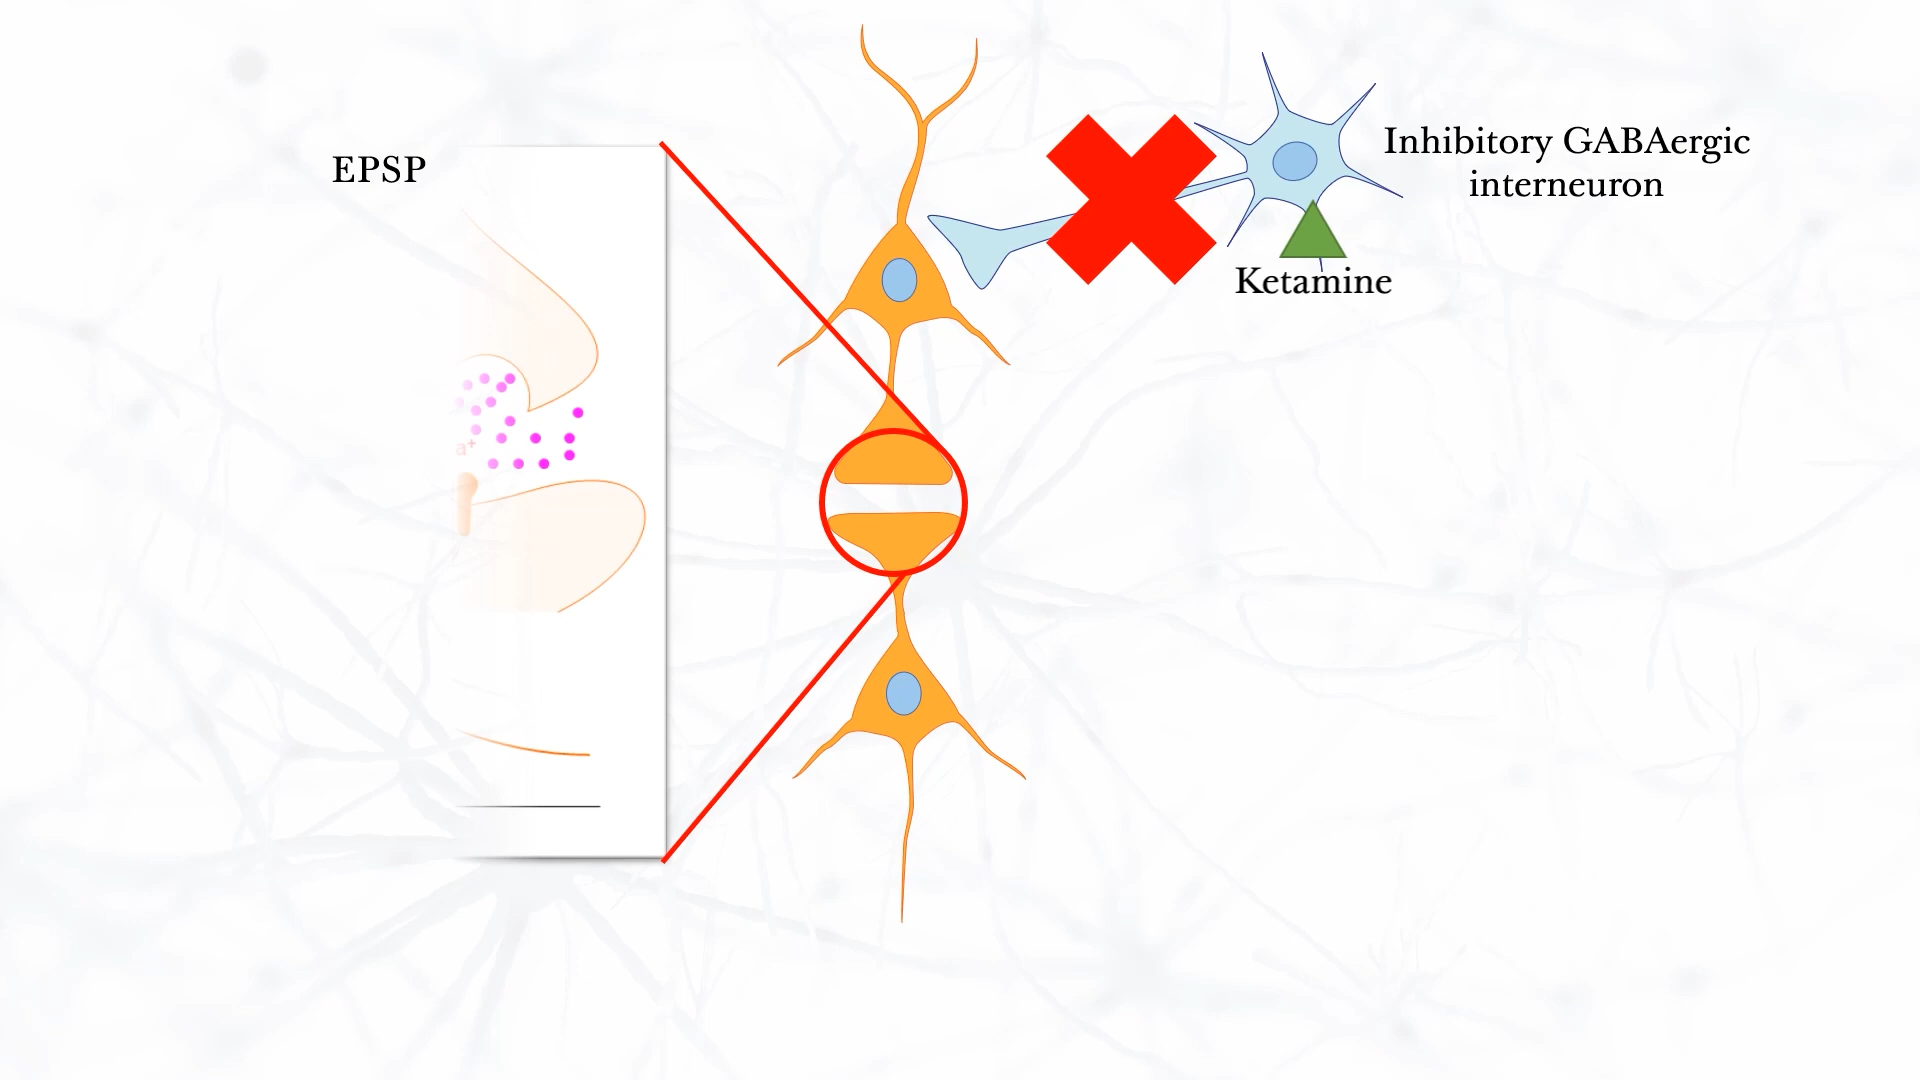 EPSP
Inhibitory GABAergic
interneuron
Ketamine
a⁺